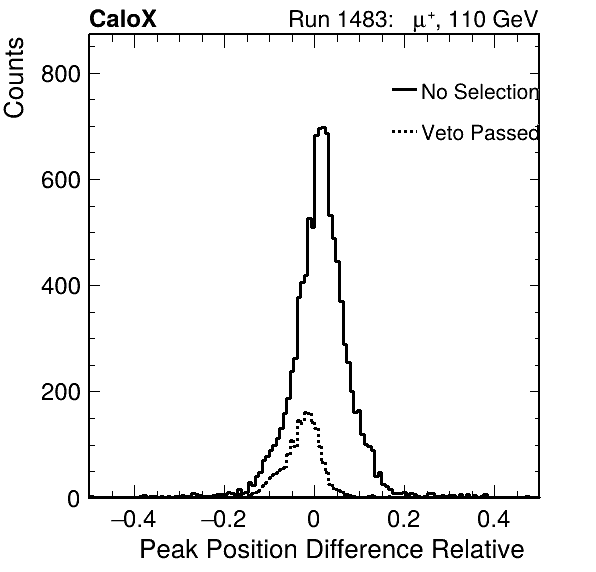 CaloX Run 1483: μ⁺, 110 GeV
Counts
800
600
400
200
0
No Selection
Veto Passed
−0.4 −0.2 0 0.2 0.4
Peak Position Difference Relative